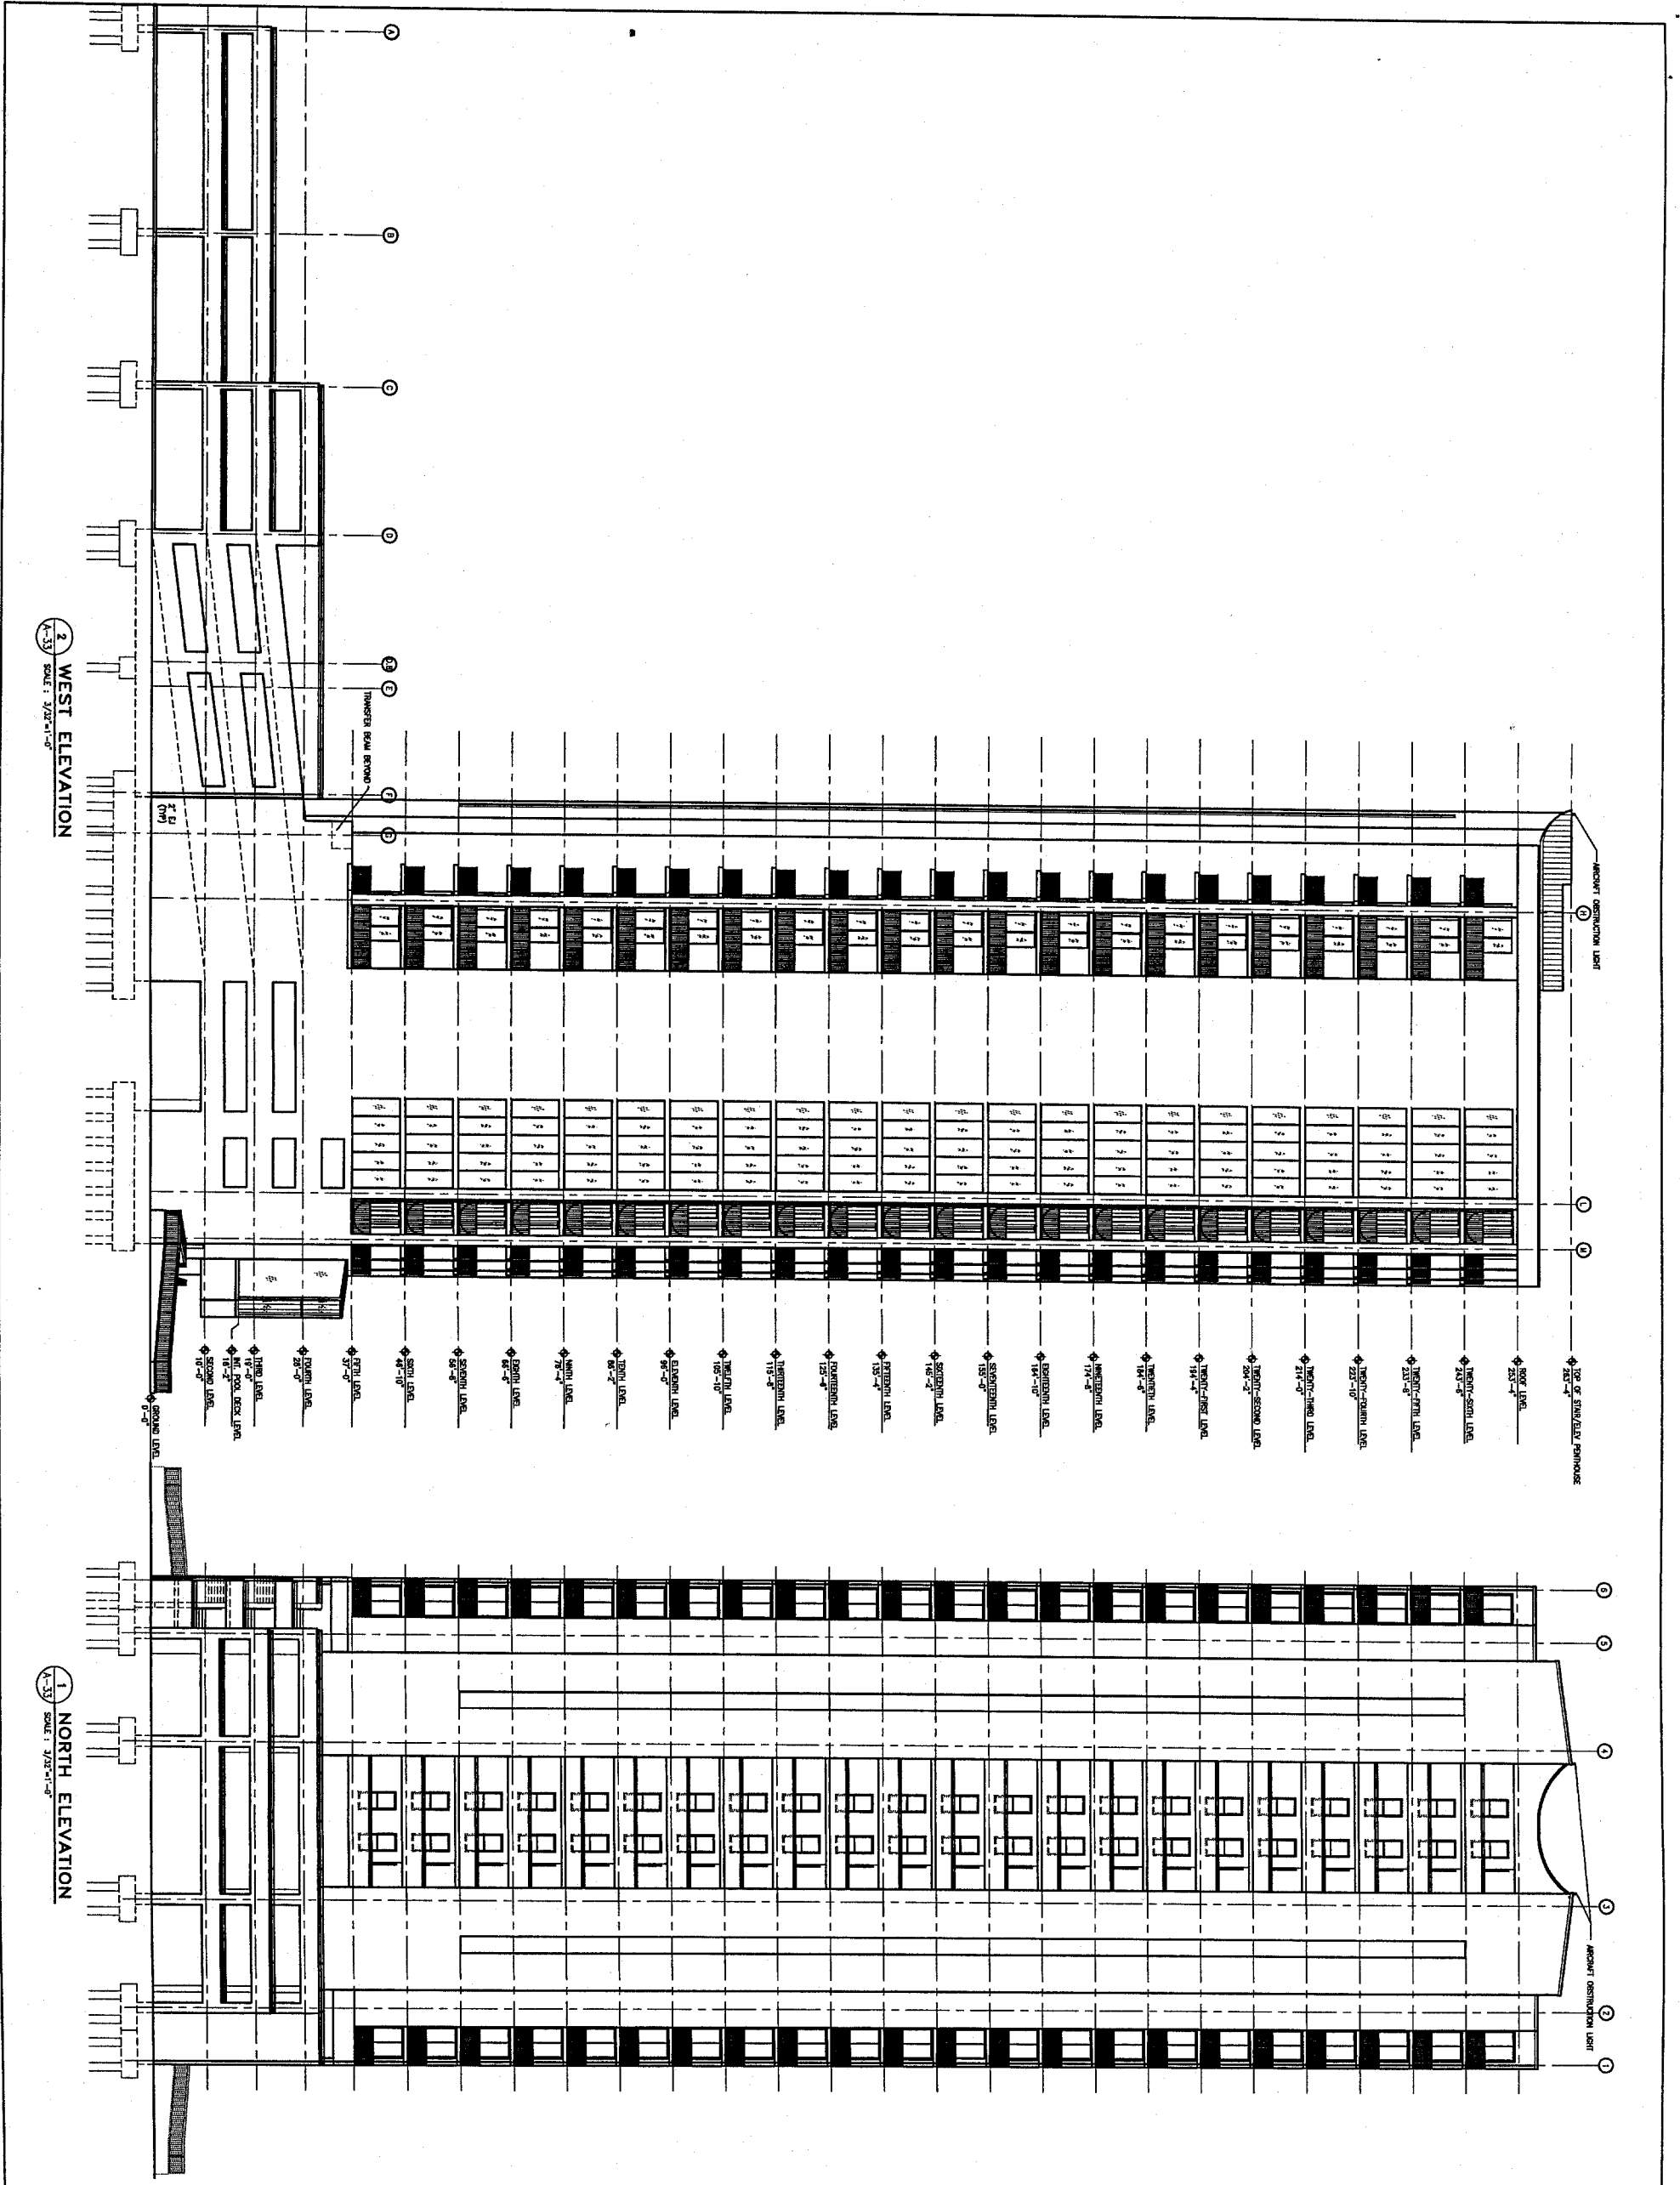 A
B
C
D
D.8
E
F
G
H
L
M
TRANSFER BEAM BEYOND
2" EJ
(TYP)
AIRCRAFT OBSTRUCTION LIGHT
TOP OF STAIR/ELEV PENTHOUSE
263'-4"
ROOF LEVEL
253'-4"
TWENTY-SIXTH LEVEL
243'-6"
TWENTY-FIFTH LEVEL
233'-8"
TWENTY-FOURTH LEVEL
223'-10"
TWENTY-THIRD LEVEL
214'-0"
TWENTY-SECOND LEVEL
204'-2"
TWENTY-FIRST LEVEL
194'-4"
TWENTIETH LEVEL
184'-6"
NINETEENTH LEVEL
174'-8"
EIGHTEENTH LEVEL
164'-10"
SEVENTEENTH LEVEL
155'-0"
SIXTEENTH LEVEL
145'-2"
FIFTEENTH LEVEL
135'-4"
FOURTEENTH LEVEL
125'-6"
THIRTEENTH LEVEL
115'-8"
TWELFTH LEVEL
105'-10"
ELEVENTH LEVEL
96'-0"
TENTH LEVEL
86'-2"
NINTH LEVEL
76'-4"
EIGHTH LEVEL
66'-6"
SEVENTH LEVEL
56'-8"
SIXTH LEVEL
46'-10"
FIFTH LEVEL
37'-0"
FOURTH LEVEL
28'-0"
THIRD LEVEL
19'-0"
INT. POOL DECK LEVEL
16'-2"
SECOND LEVEL
10'-0"
GROUND LEVEL
0'-0"
2
A-33
WEST ELEVATION
SCALE : 3/32"=1'-0"
6
5
4
3
2
1
AIRCRAFT OBSTRUCTION LIGHT
1
A-33
NORTH ELEVATION
SCALE : 3/32"=1'-0"